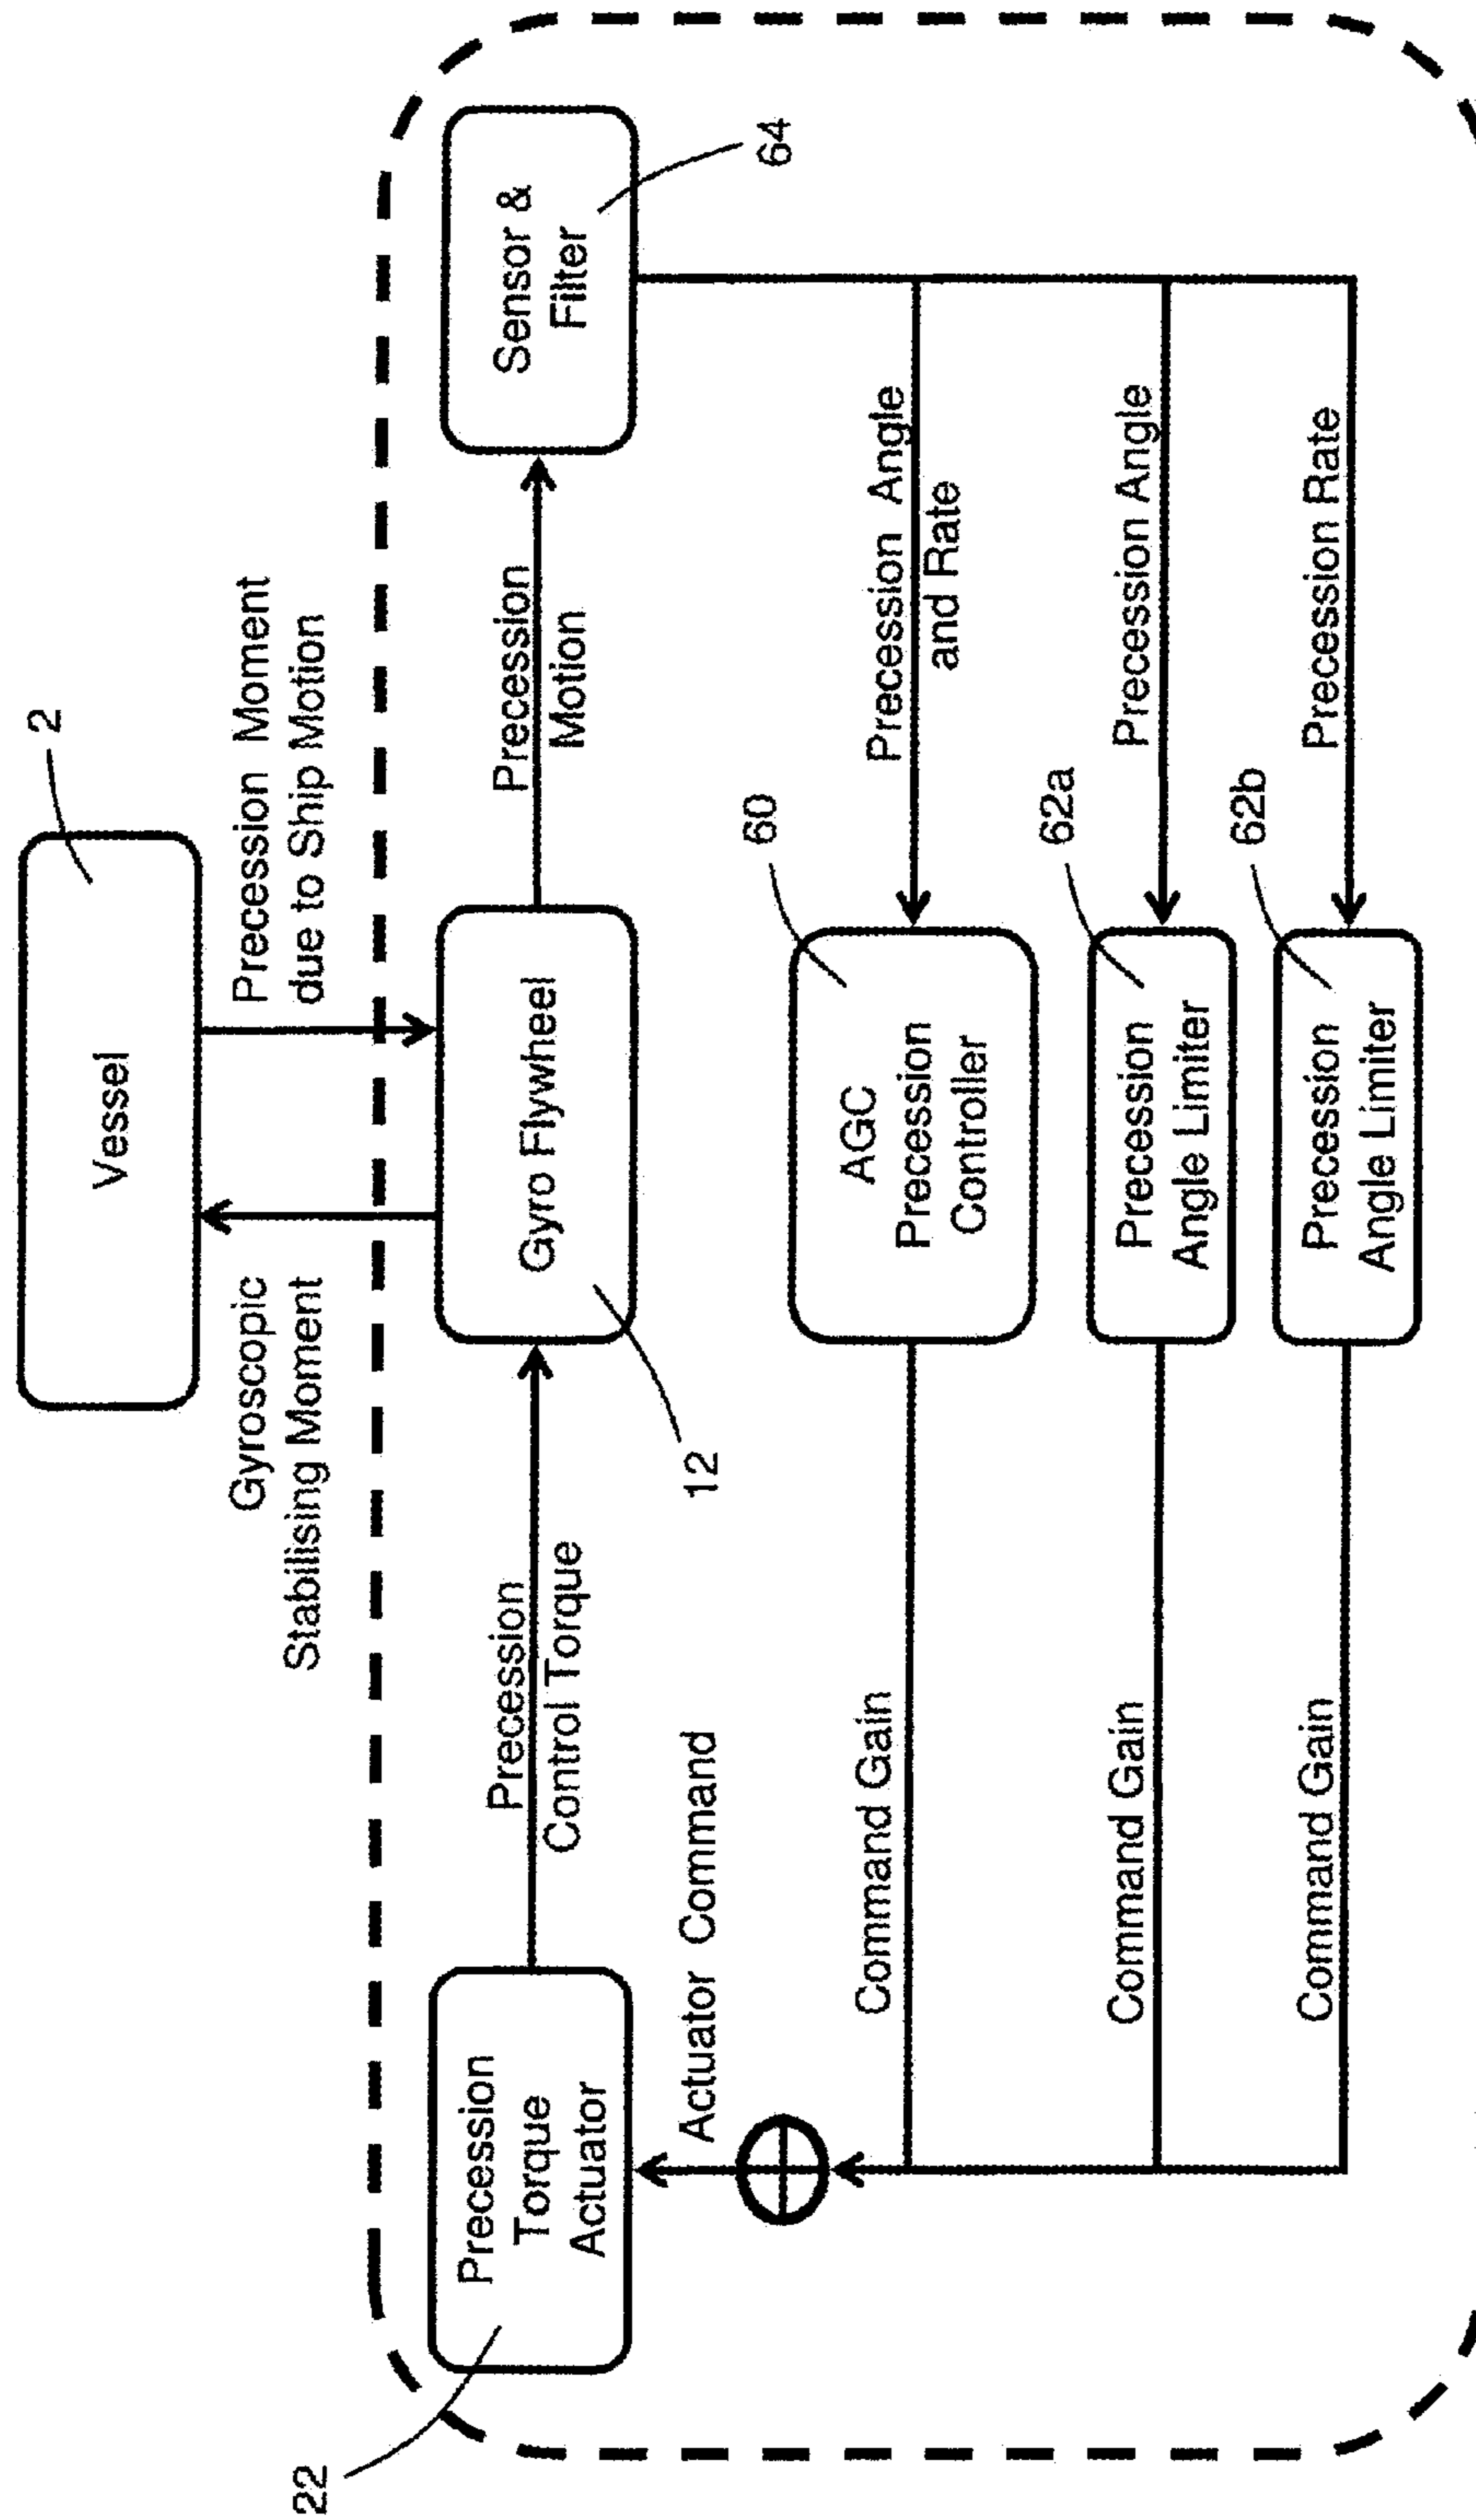 2
Vessel
Gyroscopic
Stabilising Moment
Precession Moment
due to Ship Motion
22
Precession
Torque
Actuator
Precession
Control Torque
Gyro Flywheel
12
Precession
Motion
Sensor &
Filter
64
Actuator Command
Command Gain
60
AGC
Precession
Controller
Precession Angle
and Rate
Command Gain
62a
Precession
Angle Limiter
Precession Angle
Command Gain
62b
Precession
Angle Limiter
Precession Rate